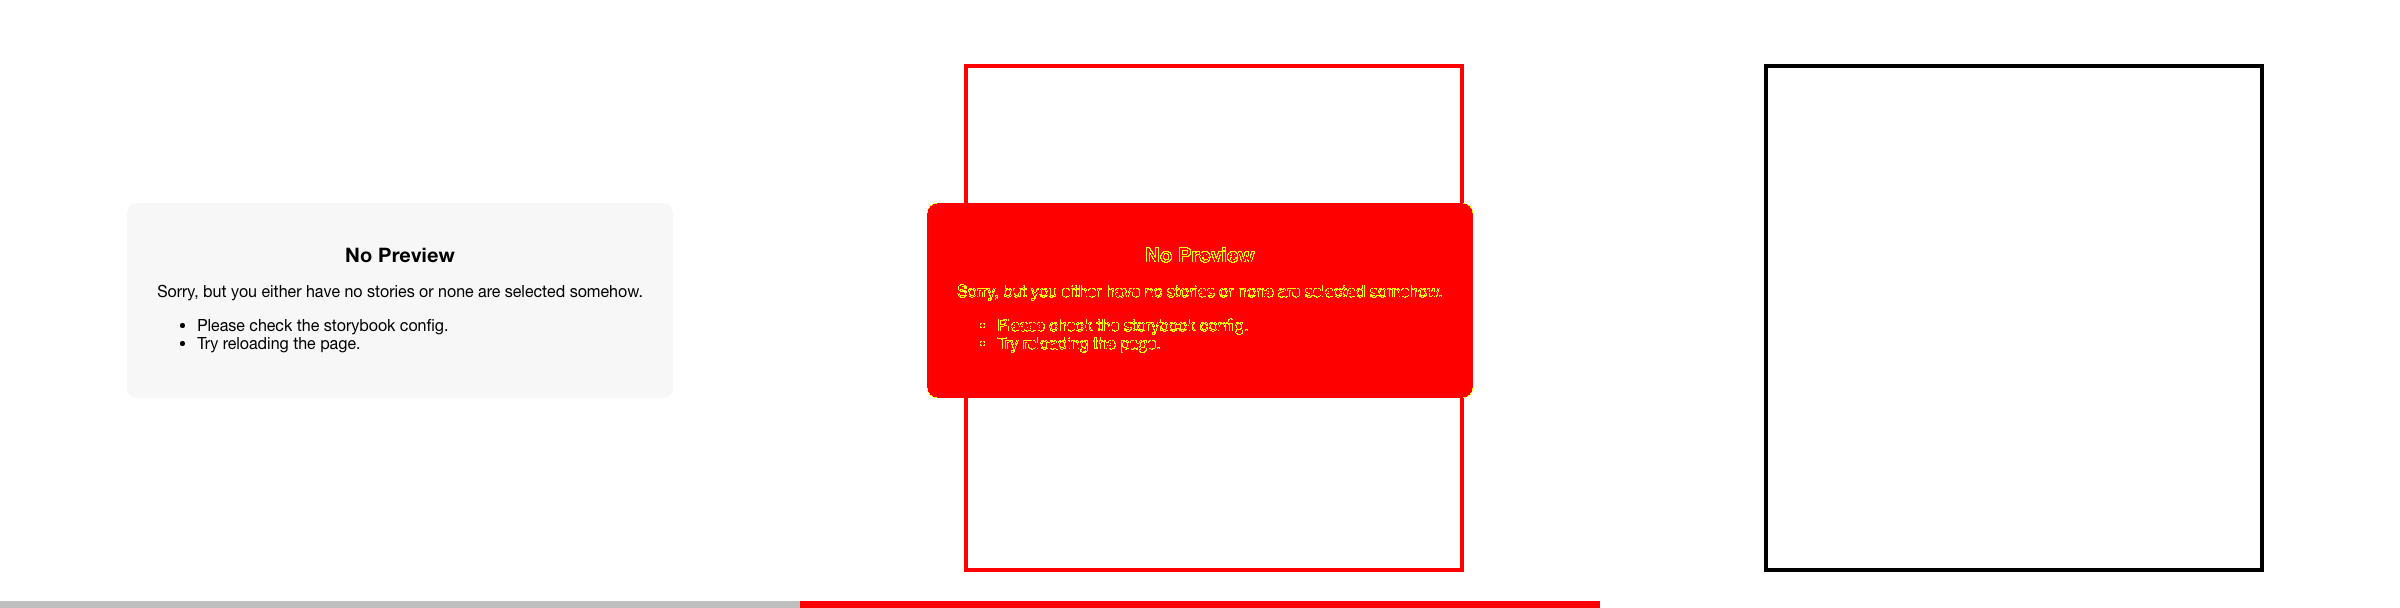 No Preview
Sorry, but you either have no stories or none are selected somehow.
Please check the storybook config.
Try reloading the page.
No Preview
Sorry, but you either have no stories or none are selected somehow.
Please check the storybook config.
Try reloading the page.